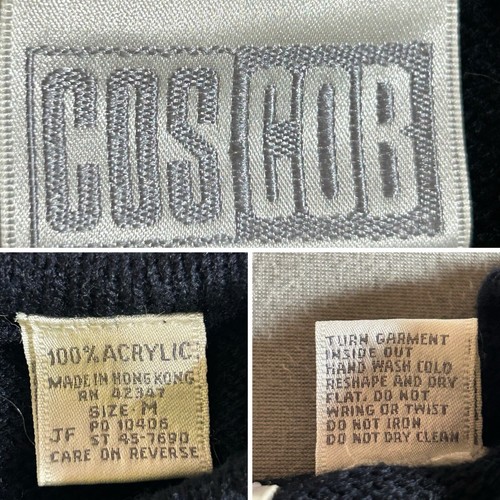 COS COB
100% ACRYLIC
MADE IN HONG KONG
RN 42347
SIZE-M
PO 10406
JF ST 45-7690
CARE ON REVERSE
TURN GARMENT
INSIDE OUT
HAND WASH COLD
RESHAPE AND DRY
FLAT. DO NOT
WRING OR TWIST
DO NOT IRON
DO NOT DRY CLEAN